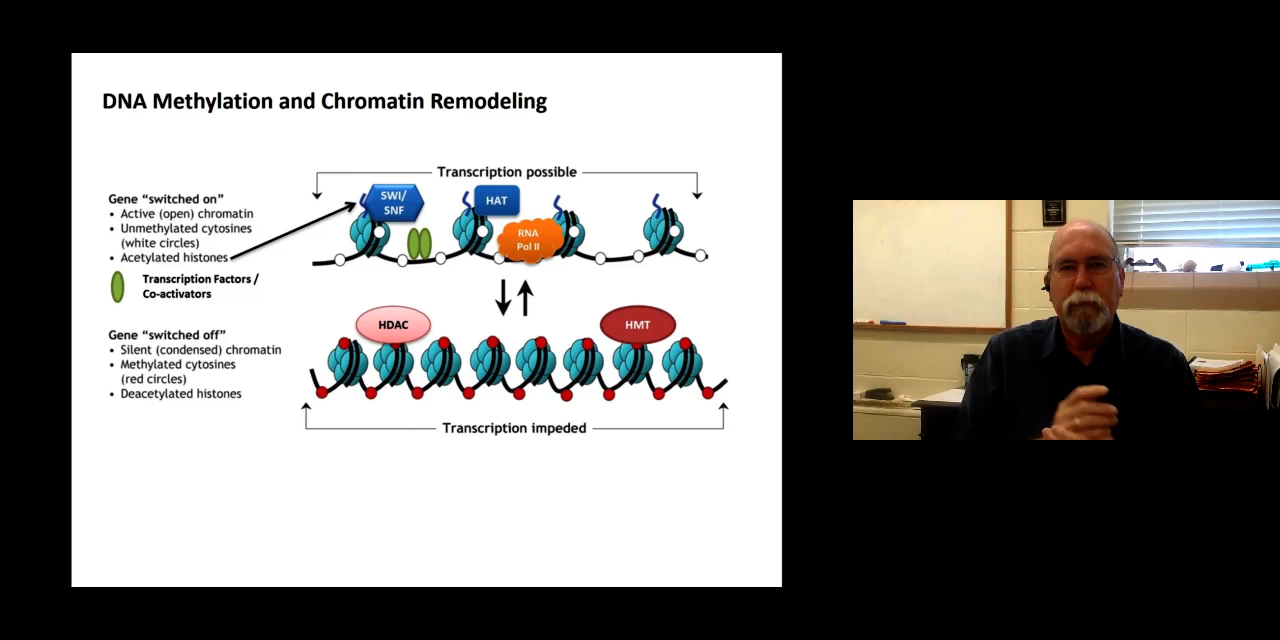 DNA Methylation and Chromatin Remodeling
Transcription possible
Gene “switched on”
• Active (open) chromatin
• Unmethylated cytosines
(white circles)
• Acetylated histones
Transcription Factors /
Co-activators
SWI/
SNF
HAT
RNA
Pol II
Gene “switched off”
• Silent (condensed) chromatin
• Methylated cytosines
(red circles)
• Deacetylated histones
HDAC
HMT
Transcription impeded